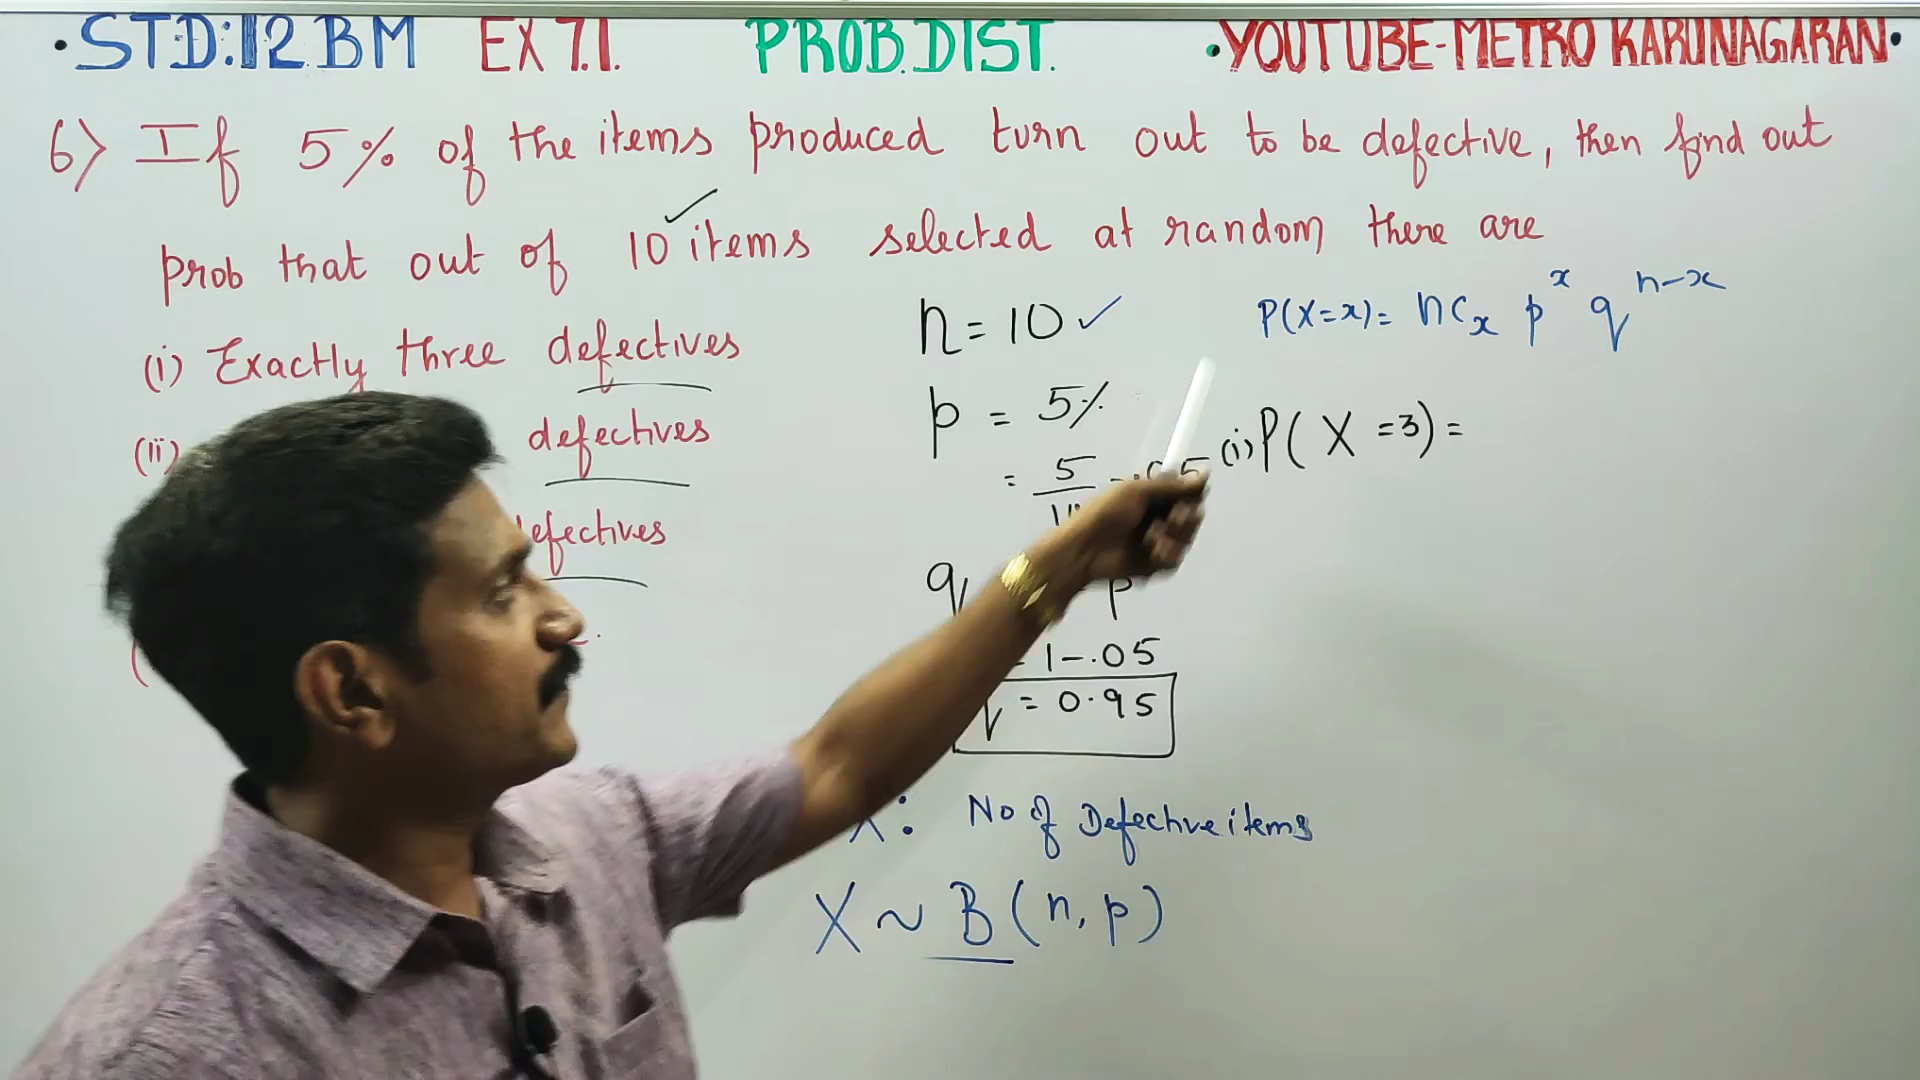 • STD:12 BM EX 7.1. PROB.DIST. • YOUTUBE-METRO KARUNAGARAN •
6) If 5% of the items produced turn out to be defective, then find out
prob that out of 10 items selected at random there are
(i) Exactly three defectives
(ii) defectives
defectives
n = 10 ✓
p = 5%
= 5
q p
1-.05
q = 0.95
X: No of Defective items
X ~ B (n, p)
P(X=x) = nCx p^x q^n-x
(i) P( X =3) =